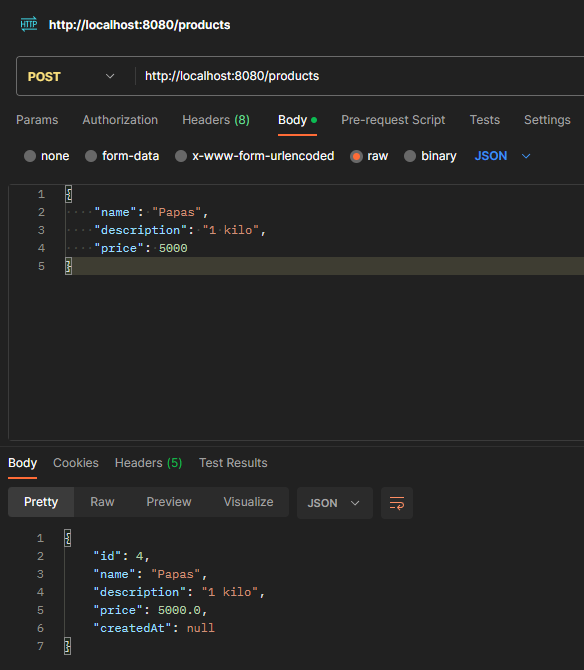 HTTP http://localhost:8080/products
POST http://localhost:8080/products
Params Authorization Headers (8) Body Pre-request Script Tests Settings
none form-data x-www-form-urlencoded raw binary JSON
1 {
2 "name": "Papas",
3 "description": "1 kilo",
4 "price": 5000
5 }
Body Cookies Headers (5) Test Results
Pretty Raw Preview Visualize JSON
1 {
2 "id": 4,
3 "name": "Papas",
4 "description": "1 kilo",
5 "price": 5000.0,
6 "createdAt": null
7 }